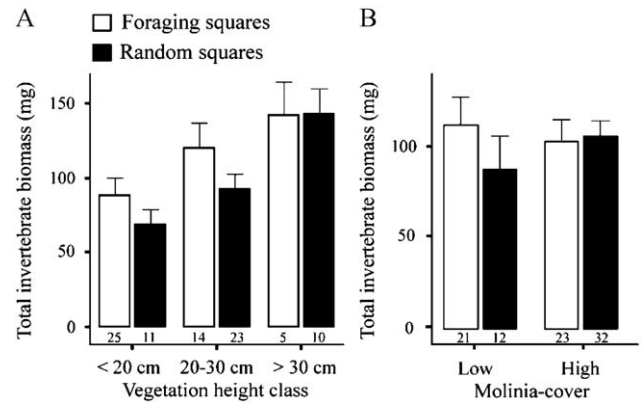 A
Foraging squares
Random squares
Total invertebrate biomass (mg)
150
100
50
0
25 11 14 23 5 10
< 20 cm 20-30 cm > 30 cm
Vegetation height class
B
Total invertebrate biomass (mg)
100
50
0
21 12 23 32
Low High
Molinia-cover